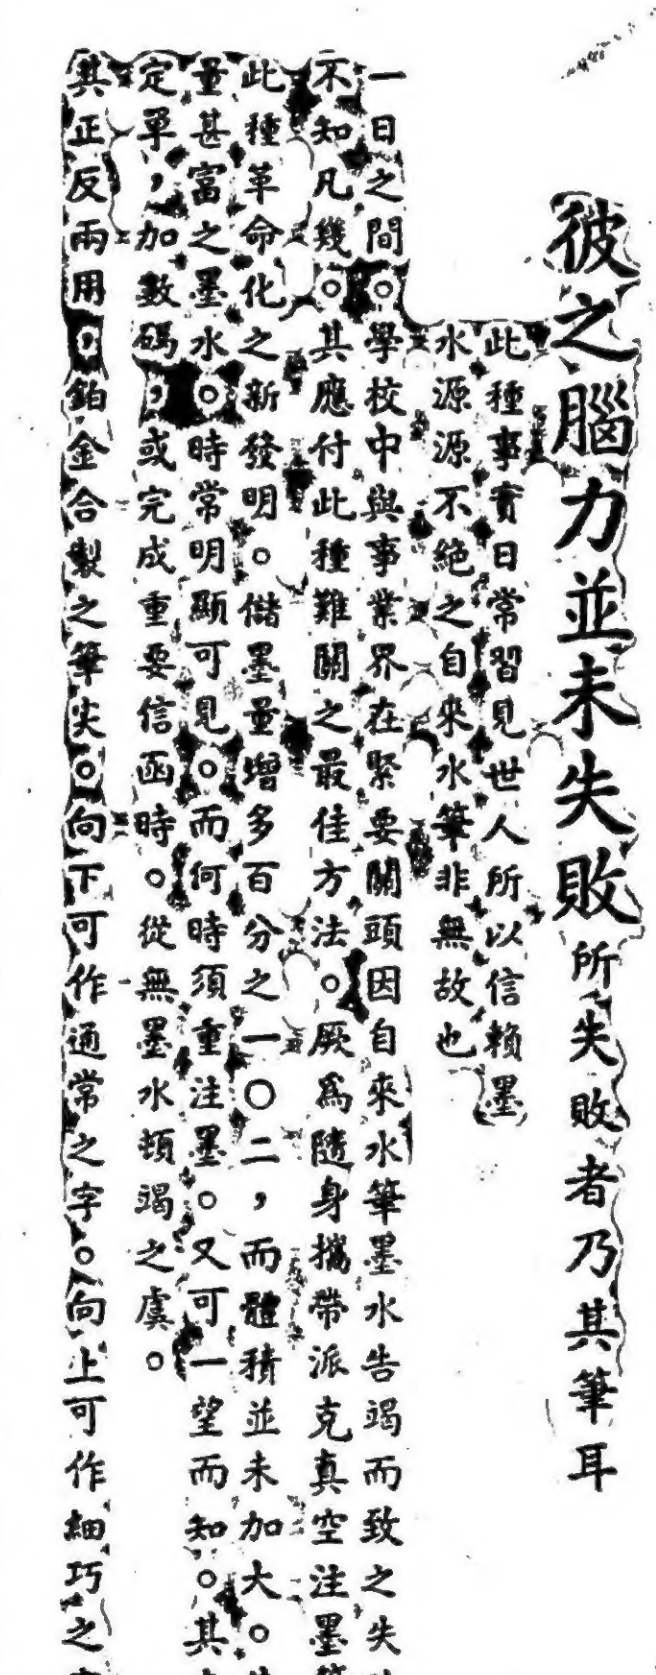 彼之腦力並未失敗所失敗者乃其筆耳
此種事實日常習見世人所以信賴墨
水源源不絕之自來水筆非無故也
一日之間。學校中與事業界在緊要關頭因自來水筆墨水告竭而致之失
不知凡幾。其應付此種難關之最佳方法。厥爲隨身攜帶派克真空注墨
此種革命化之新發明。儲墨量增多百分之一〇二,而體積並未加大。
量甚富之墨水。時常明顯可見。而何時須重注墨。又可一望而知。其
定單,加數碼,或完成重要信函時。從無墨水頓竭之虞。
其正反兩用,鉑金合製之筆尖。向下可作通常之字。向上可作細巧之